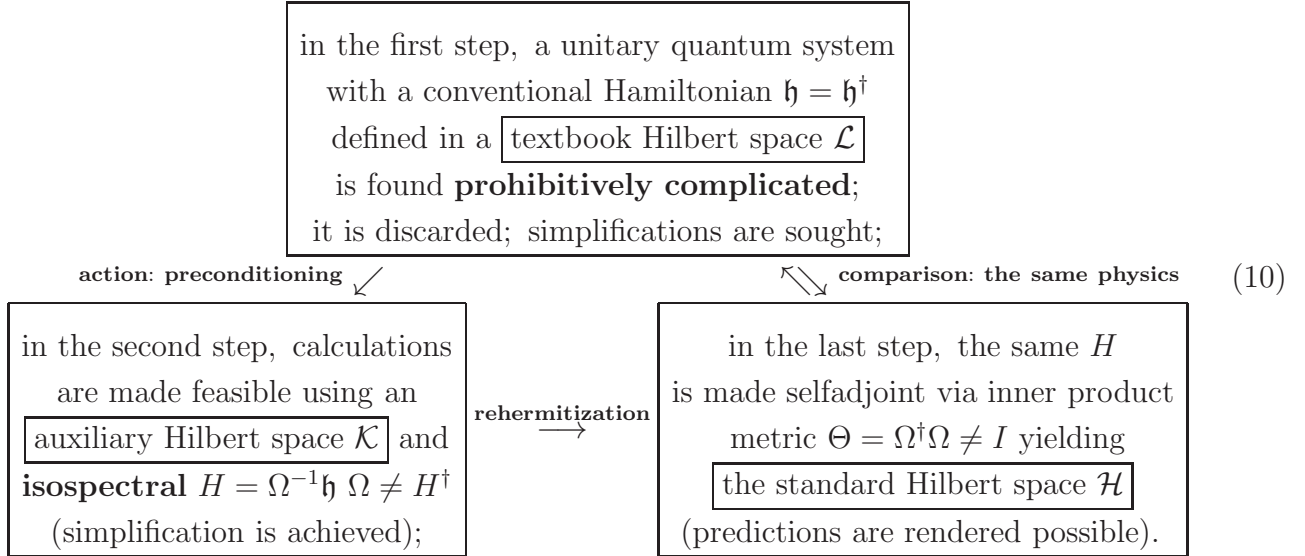 in the first step, a unitary quantum system
with a conventional Hamiltonian 𝔥 = 𝔥†
defined in a textbook Hilbert space ℒ
is found prohibitively complicated;
it is discarded; simplifications are sought;
action: preconditioning ↙ ↖↘ comparison: the same physics
(10)
in the second step, calculations
are made feasible using an
auxiliary Hilbert space 𝒦 and
isospectral H = Ω⁻¹𝔥 Ω ≠ H†
(simplification is achieved);
rehermitization
⟶
in the last step, the same H
is made selfadjoint via inner product
metric Θ = Ω†Ω ≠ I yielding
the standard Hilbert space ℋ
(predictions are rendered possible).